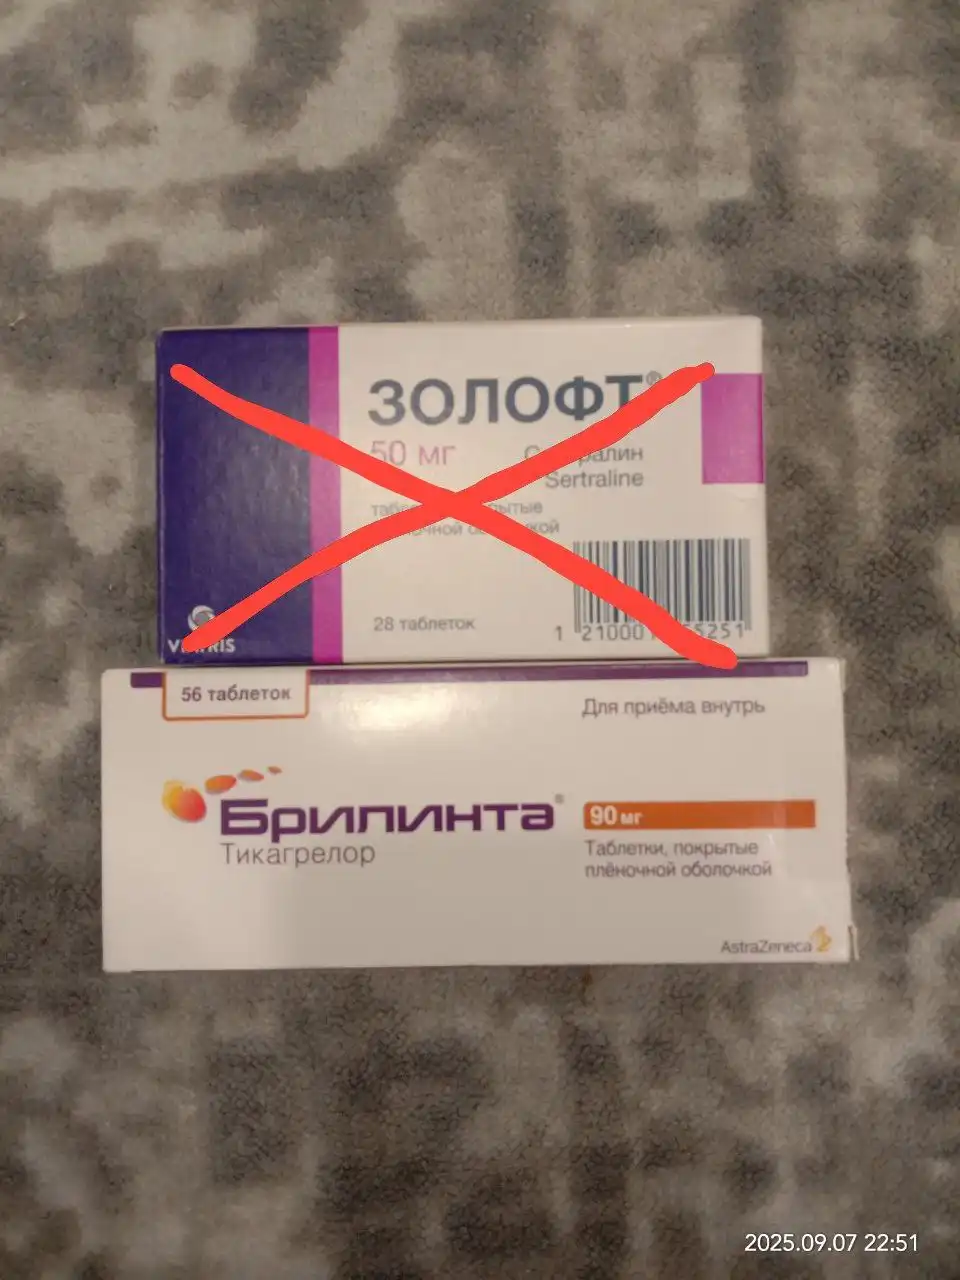 ЗОЛОФТ®
50 мг
Sertraline
28 таблеток
56 таблеток
Для приёма внутрь
Брилинта®
Тикагрелор
90 мг
Таблетки, покрытые
плёночной оболочкой
AstraZeneca
2025.09.07 22:51